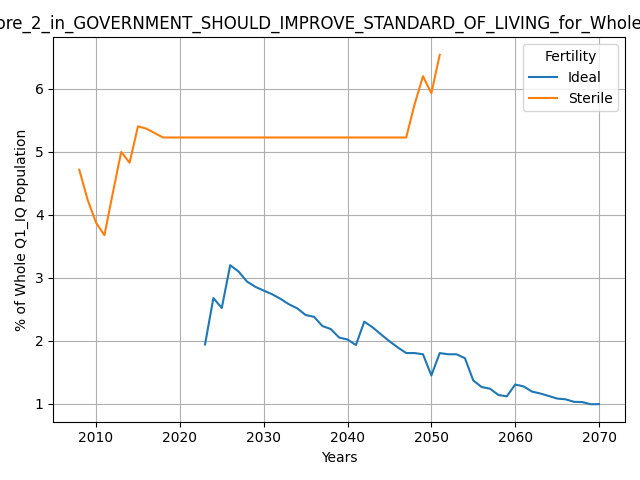 ore_2_in_GOVERNMENT_SHOULD_IMPROVE_STANDARD_OF_LIVING_for_Whole
Fertility
Ideal
Sterile
% of Whole Q1_IQ Population
6
5
4
3
2
1
2010 2020 2030 2040 2050 2060 2070
Years